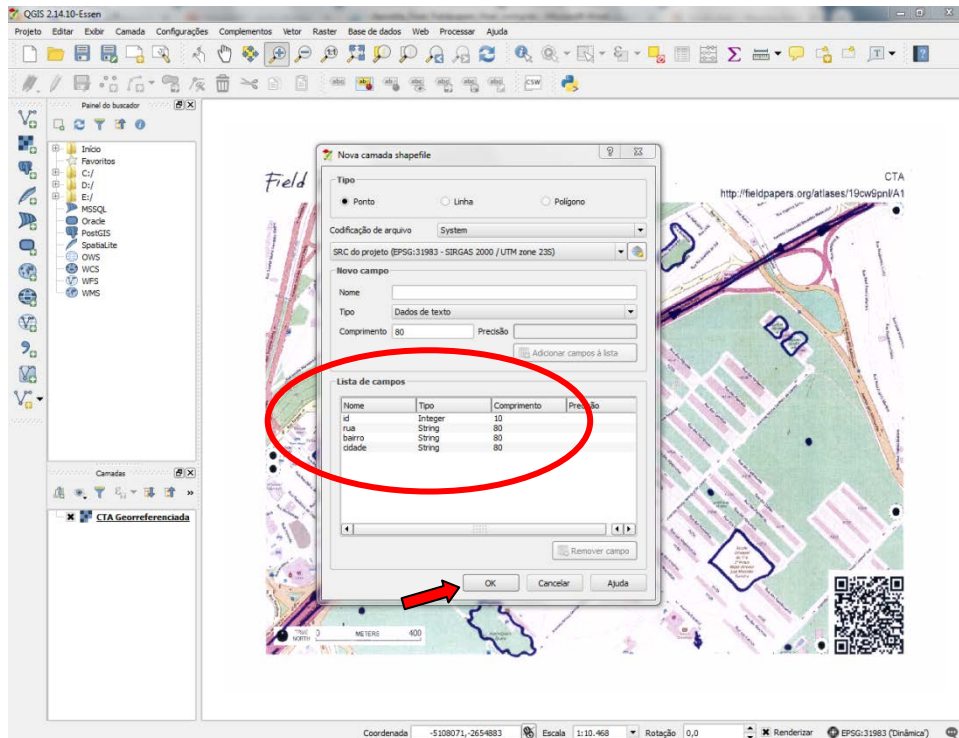 QGIS 2.14.10-Essen
Projeto Editar Exibir Camada Configurações Complementos Vetor Raster Base de dados Web Processar Ajuda
CSW
Painel do buscador
Início
Favoritos
C:/
D:/
E:/
MSSQL
Oracle
PostGIS
SpatiaLite
OWS
WCS
WFS
WMS
Camadas
CTA Georreferenciada
Field
CTA
http://fieldpapers.org/atlases/19cw9pnl/A1
Nova camada shapefile
Tipo
Ponto Linha Polígono
Codificação de arquivo System
SRC do projeto (EPSG:31983 - SIRGAS 2000 / UTM zone 23S)
Novo campo
Nome
Tipo Dados de texto
Comprimento 80 Precisão
Adicionar campos à lista
Lista de campos
Nome Tipo Comprimento Precisão
id Integer 10
rua String 80
bairro String 80
cidade String 80
Remover campo
OK Cancelar Ajuda
TRUE NORTH 0 METERS 400
Coordenada -5108071,-2654883 Escala 1:10.468 Rotação 0,0 Renderizar EPSG:31983 (Dinâmica')